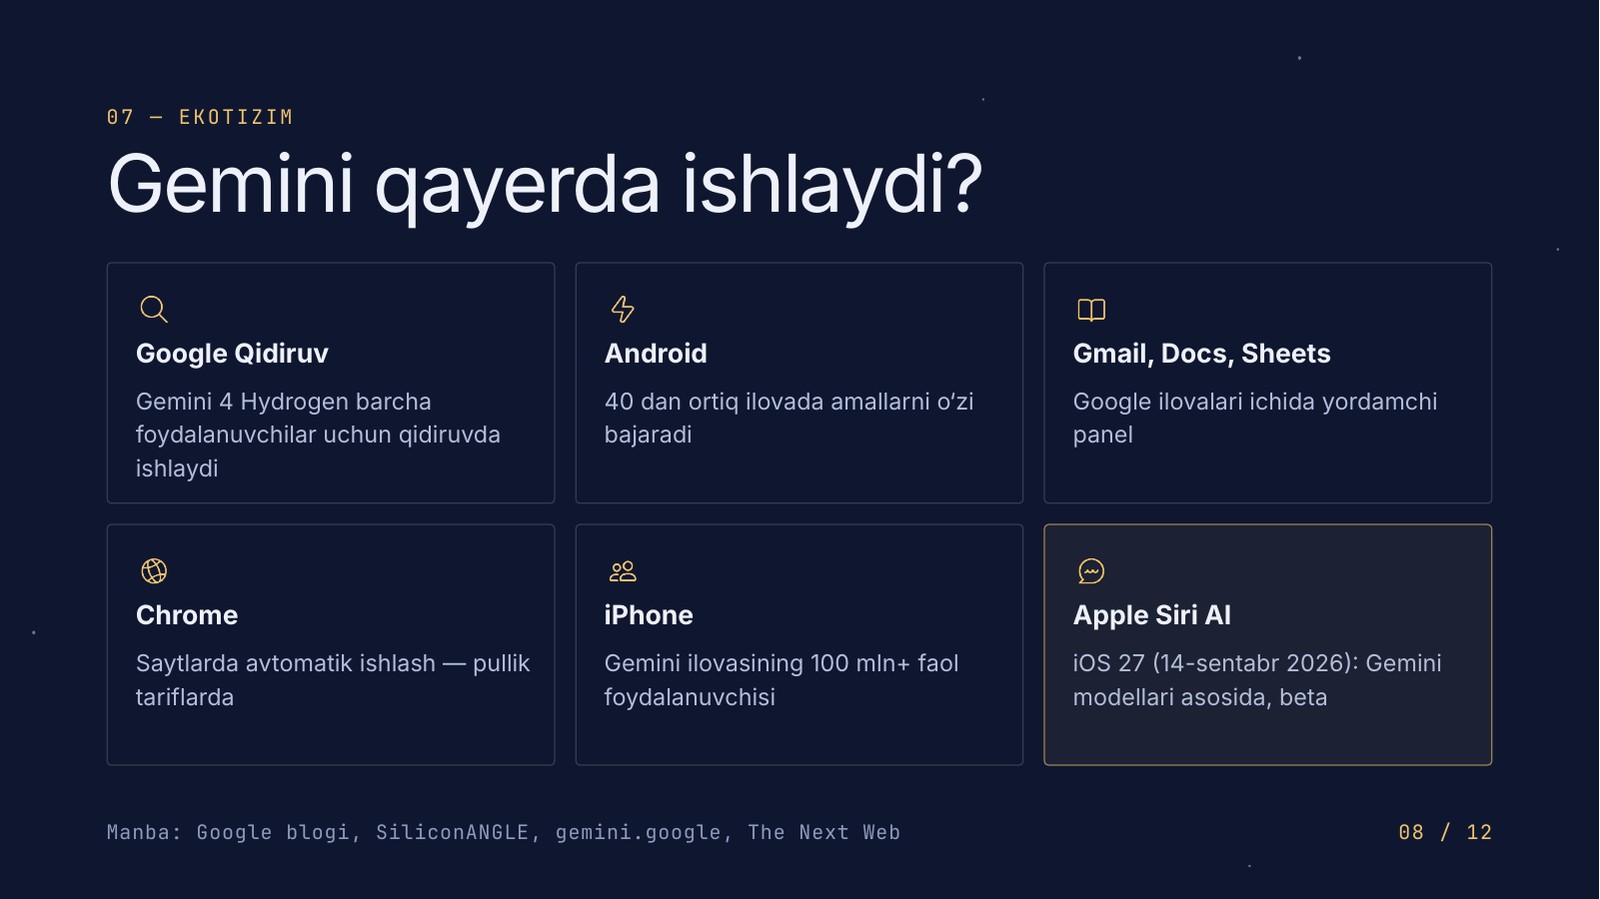 07 — EKOTIZIM
Gemini qayerda ishlaydi?
Google Qidiruv
Gemini 4 Hydrogen barcha
foydalanuvchilar uchun qidiruvda
ishlaydi
Android
40 dan ortiq ilovada amallarni o‘zi
bajaradi
Gmail, Docs, Sheets
Google ilovalari ichida yordamchi
panel
Chrome
Saytlarda avtomatik ishlash — pullik
tariflarda
iPhone
Gemini ilovasining 100 mln+ faol
foydalanuvchisi
Apple Siri AI
iOS 27 (14-sentabr 2026): Gemini
modellari asosida, beta
Manba: Google blogi, SiliconANGLE, gemini.google, The Next Web
08 / 12